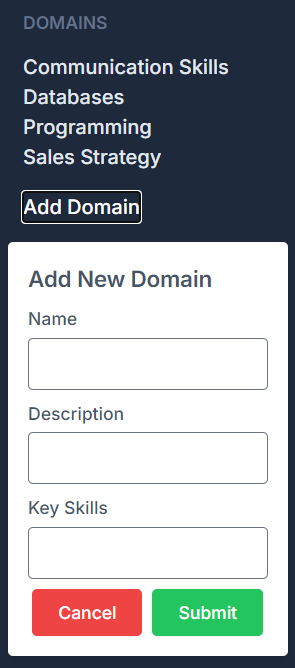 DOMAINS
Communication Skills
Databases
Programming
Sales Strategy
Add Domain
Add New Domain
Name
Description
Key Skills
Cancel Submit